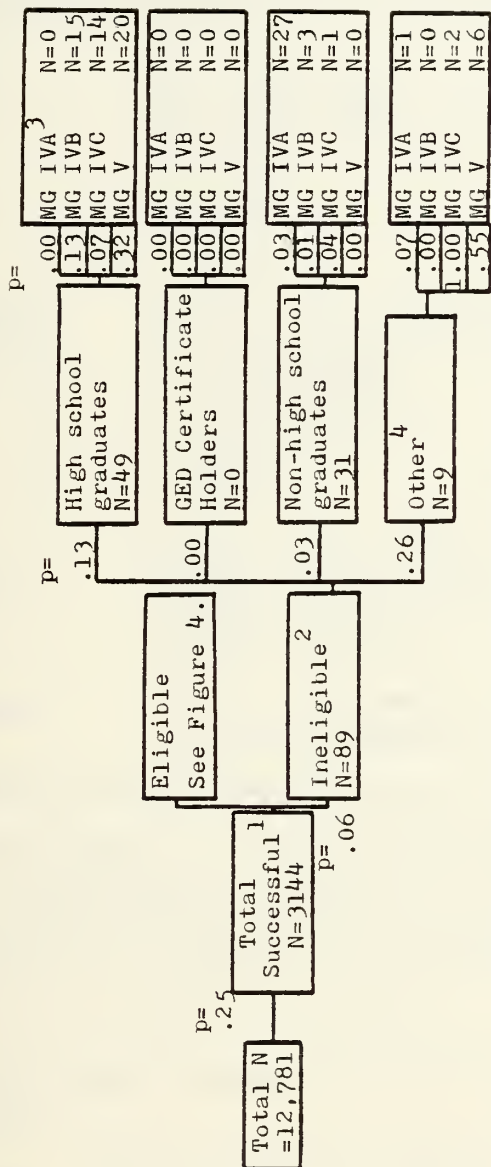 Total N
=12,781
p=
.25
Total
Successful 1
N=3144
p=
.06
Eligible
See Figure 4.
Ineligible 2
N=89
p=
.13
.00
.03
.26
High school
graduates
N=49
GED Certificate
Holders
N=0
Non-high school
graduates
N=31
Other 4
N=9
p=
.00 MG IVA 3 N=0
.13 MG IVB N=15
.07 MG IVC N=14
.32 MG V N=20
.00 MG IVA N=0
.00 MG IVB N=0
.00 MG IVC N=0
.00 MG V N=0
.03 MG IVA N=27
.01 MG IVB N=3
.04 MG IVC N=1
.00 MG V N=0
.07 MG IVA N=1
.00 MG IVB N=0
1.00 MG IVC N=2
.55 MG V N=6